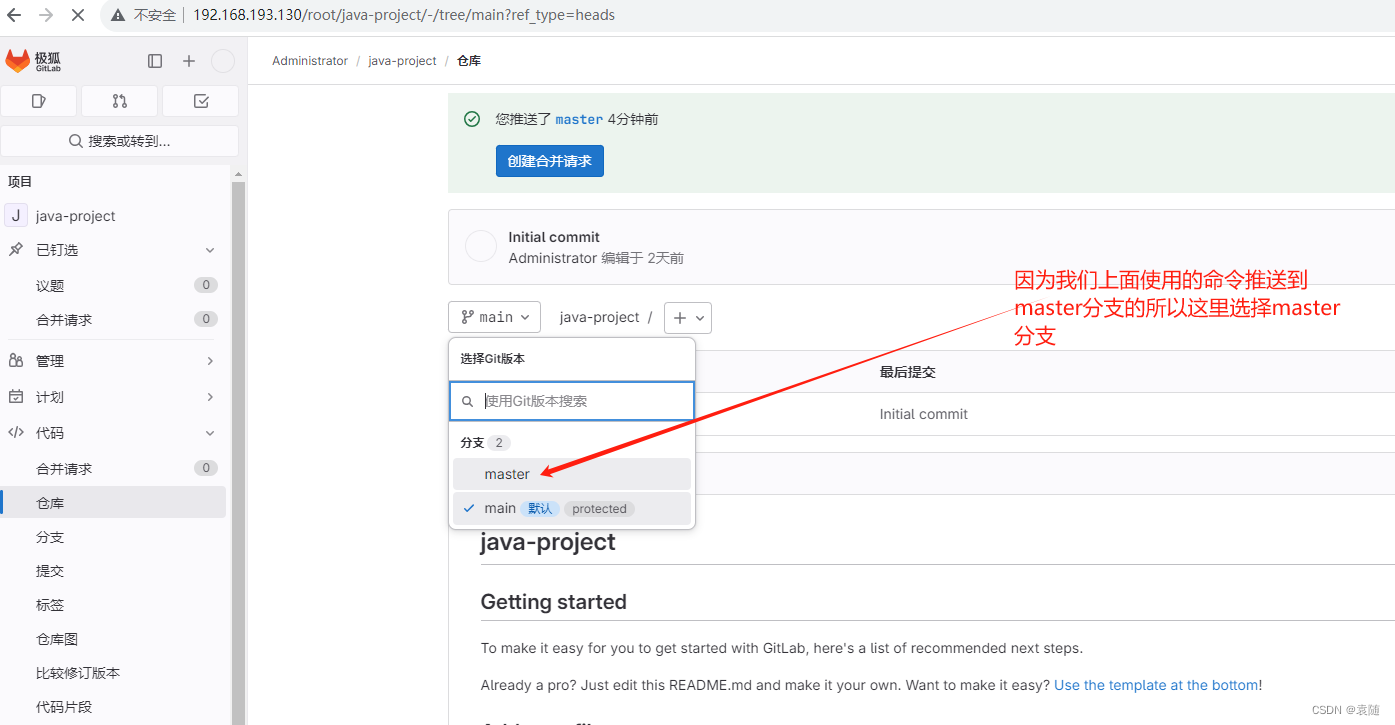 不安全 192.168.193.130/root/java-project/-/tree/main?ref_type=heads
极狐
GitLab
Administrator / java-project / 仓库
您推送了 master 4分钟前
创建合并请求
搜索或转到...
项目
J java-project
已钉选
议题 0
合并请求 0
管理
计划
代码
合并请求 0
仓库
分支
提交
标签
仓库图
比较修订版本
代码片段
Initial commit
Administrator 编辑于 2天前
因为我们上面使用的命令推送到
master分支的所以这里选择master
分支
main java-project / +
选择Git版本
最后提交
使用Git版本搜索
Initial commit
分支 2
master
main 默认 protected
java-project
Getting started
To make it easy for you to get started with GitLab, here's a list of recommended next steps.
Already a pro? Just edit this README.md and make it your own. Want to make it easy? Use the template at the bottom!
CSDN @袁随